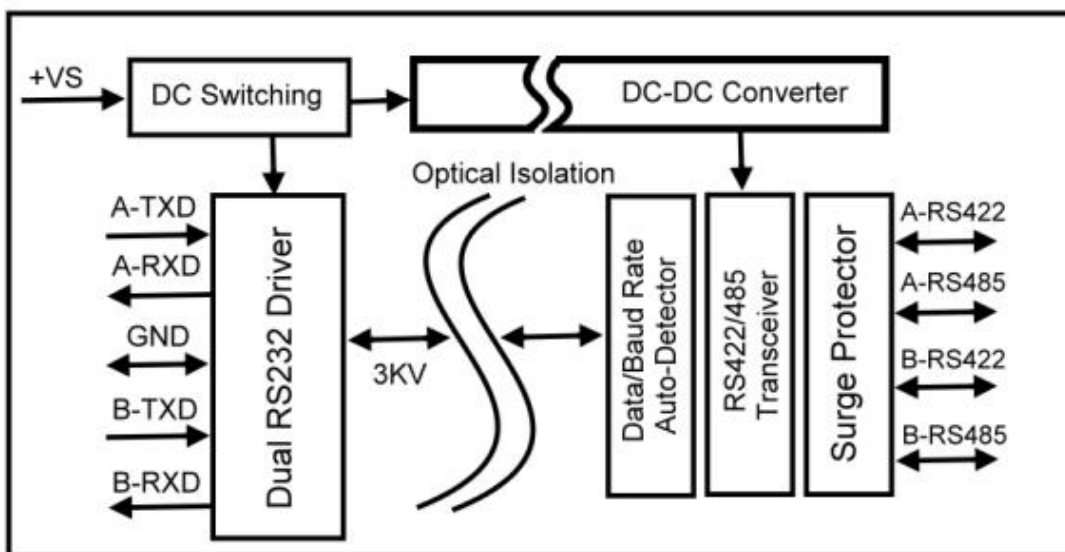 +VS
DC Switching
DC-DC Converter
Optical Isolation
A-TXD
A-RXD
GND
B-TXD
B-RXD
Dual RS232 Driver
3KV
Data/Baud Rate
Auto-Detector
RS422/485
Transceiver
Surge Protector
A-RS422
A-RS485
B-RS422
B-RS485